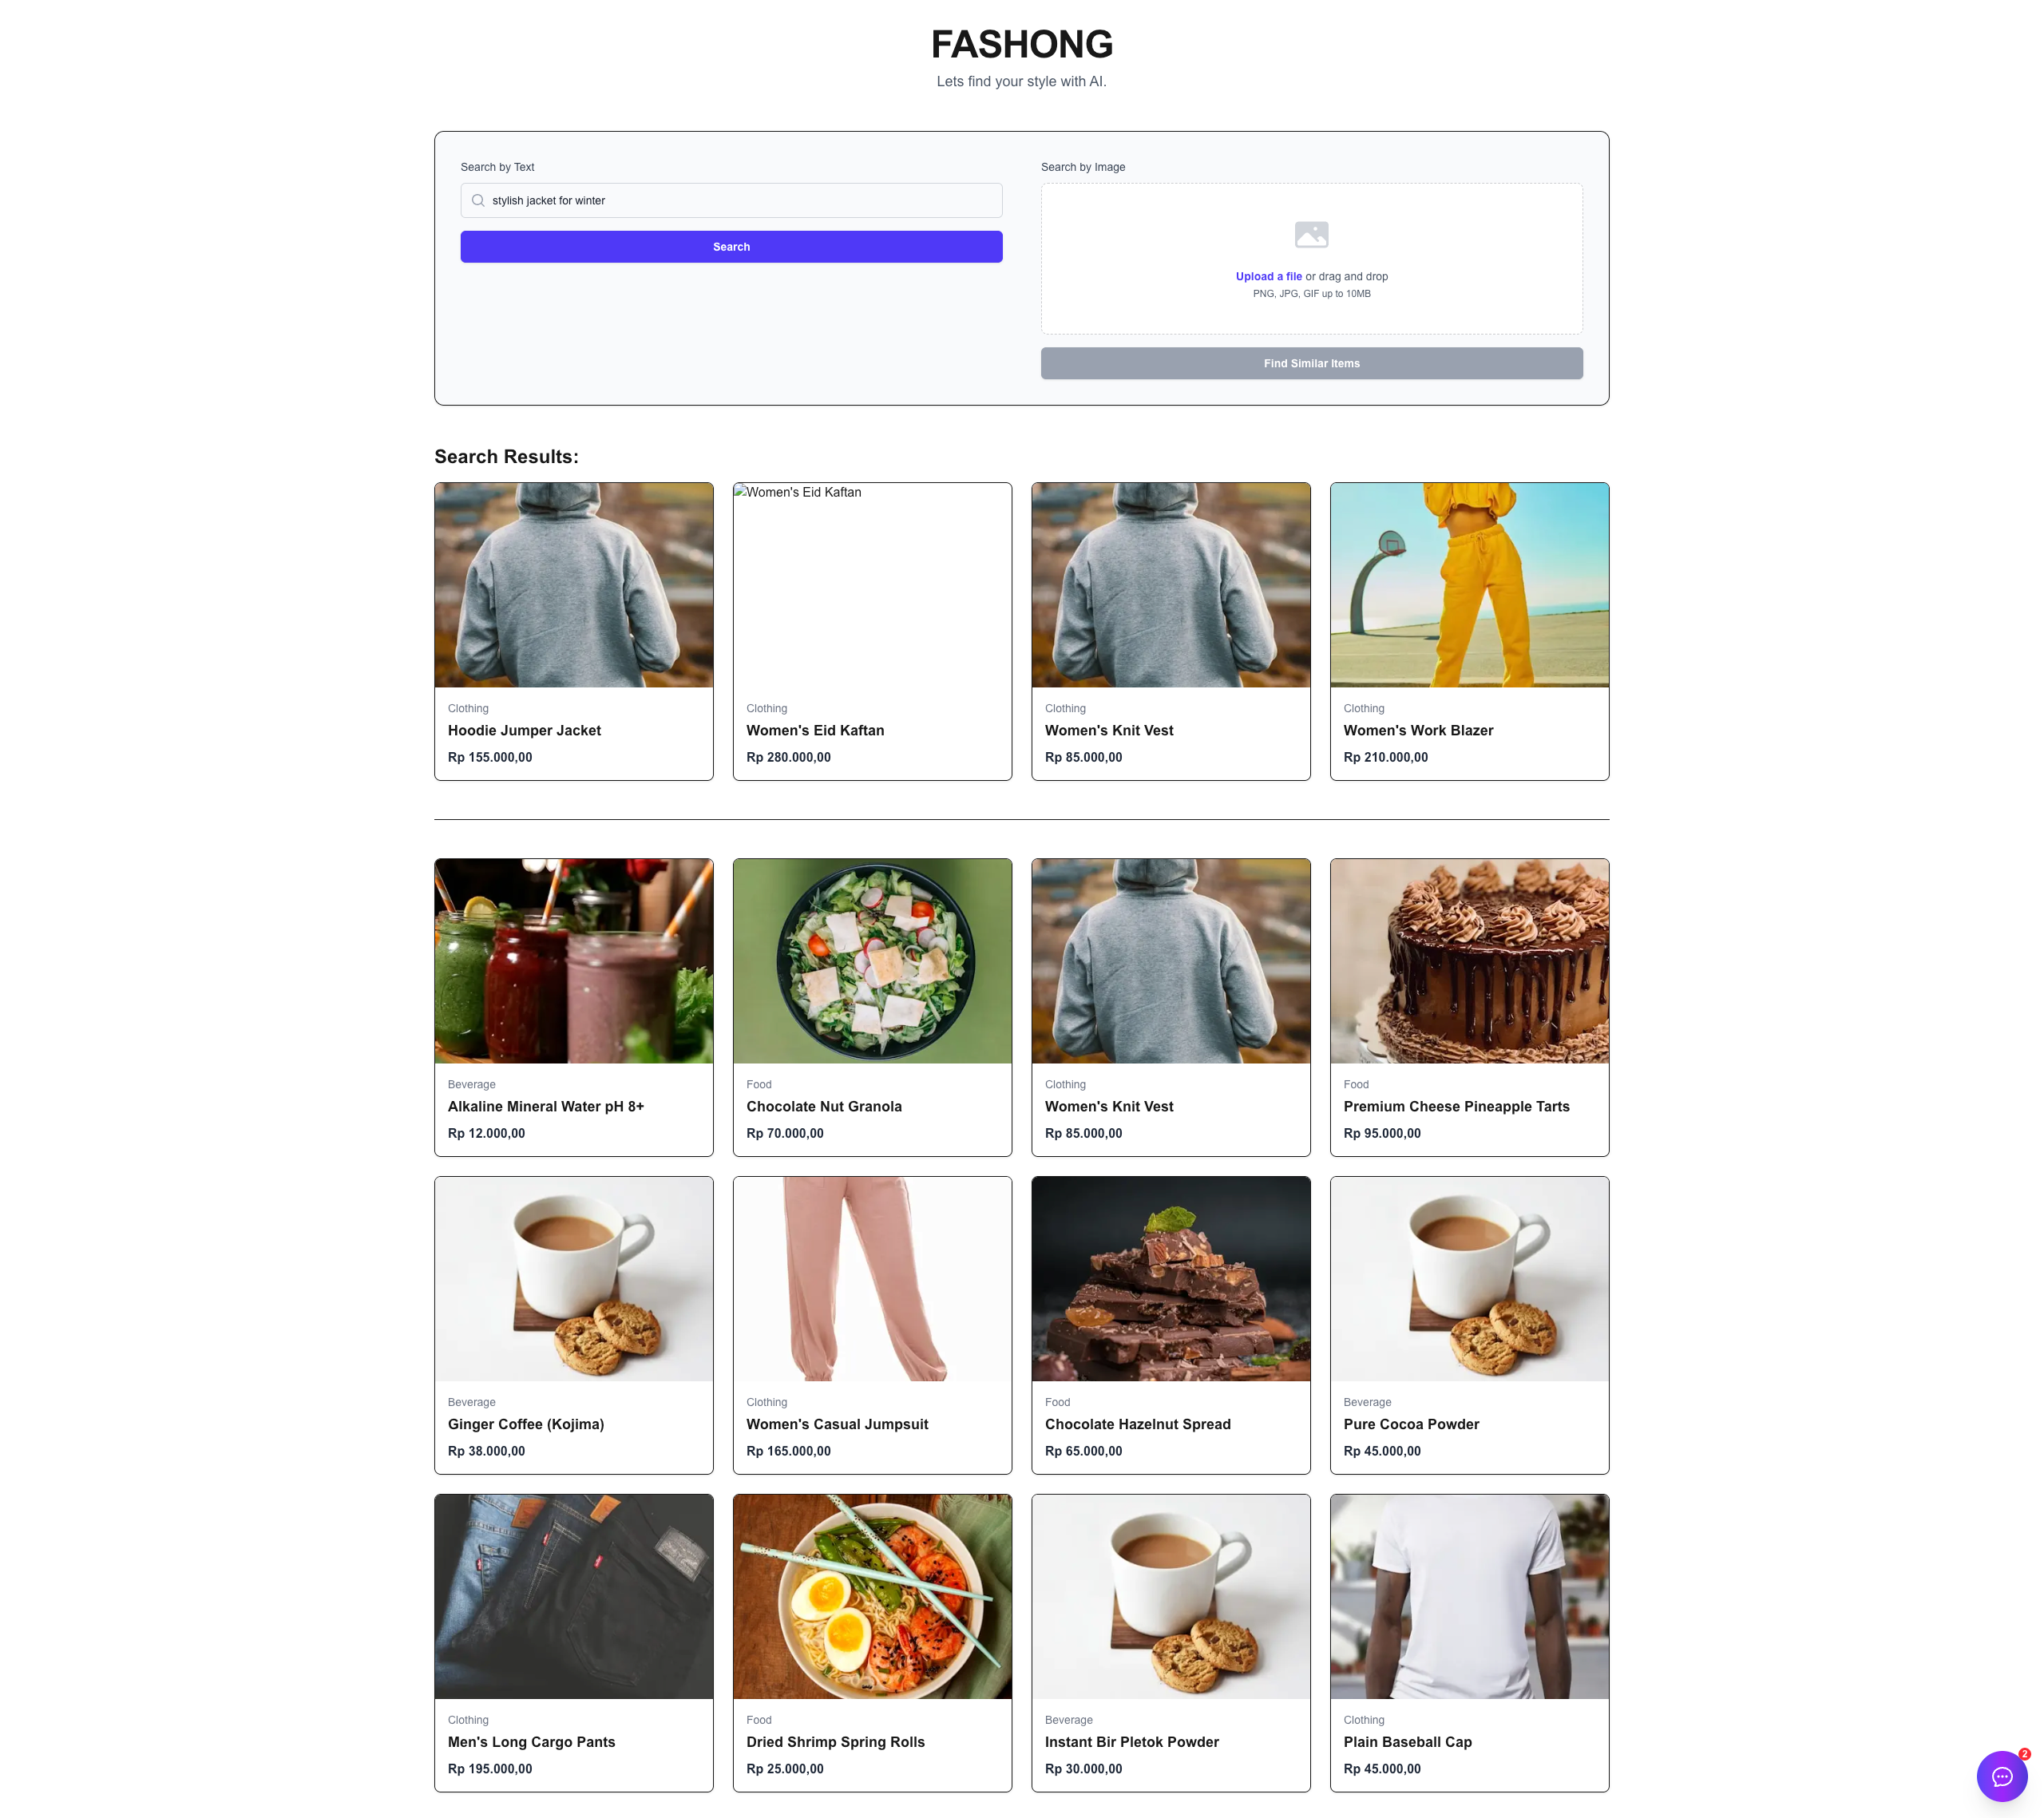 FASHONG
Lets find your style with AI.
Search by Text
stylish jacket for winter
Search
Search by Image
Upload a file or drag and drop
PNG, JPG, GIF up to 10MB
Find Similar Items
Search Results:
Clothing
Hoodie Jumper Jacket
Rp 155.000,00
Women's Eid Kaftan
Clothing
Women's Eid Kaftan
Rp 280.000,00
Clothing
Women's Knit Vest
Rp 85.000,00
Clothing
Women's Work Blazer
Rp 210.000,00
Beverage
Alkaline Mineral Water pH 8+
Rp 12.000,00
Food
Chocolate Nut Granola
Rp 70.000,00
Clothing
Women's Knit Vest
Rp 85.000,00
Food
Premium Cheese Pineapple Tarts
Rp 95.000,00
Beverage
Ginger Coffee (Kojima)
Rp 38.000,00
Clothing
Women's Casual Jumpsuit
Rp 165.000,00
Food
Chocolate Hazelnut Spread
Rp 65.000,00
Beverage
Pure Cocoa Powder
Rp 45.000,00
Clothing
Men's Long Cargo Pants
Rp 195.000,00
Food
Dried Shrimp Spring Rolls
Rp 25.000,00
Beverage
Instant Bir Pletok Powder
Rp 30.000,00
Clothing
Plain Baseball Cap
Rp 45.000,00
2